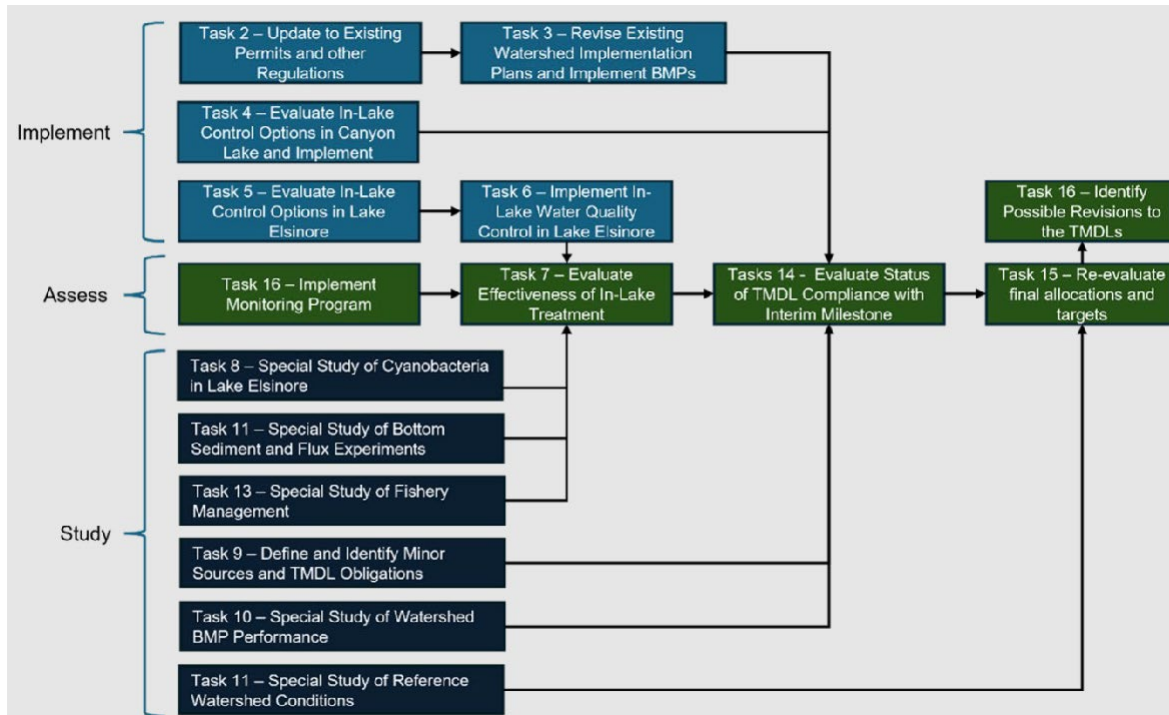 Task 2 – Update to Existing
Permits and other
Regulations
Task 3 – Revise Existing
Watershed Implementation
Plans and Implement BMPs
Implement
Task 4 – Evaluate In-Lake
Control Options in Canyon
Lake and Implement
Task 5 – Evaluate In-Lake
Control Options in Lake
Elsinore
Task 6 – Implement In-
Lake Water Quality
Control in Lake Elsinore
Task 16 – Identify
Possible Revisions to
the TMDLs
Assess
Task 16 – Implement
Monitoring Program
Task 7 – Evaluate
Effectiveness of In-Lake
Treatment
Tasks 14 - Evaluate Status
of TMDL Compliance with
Interim Milestone
Task 15 – Re-evaluate
final allocations and
targets
Study
Task 8 – Special Study of Cyanobacteria
in Lake Elsinore
Task 11 – Special Study of Bottom
Sediment and Flux Experiments
Task 13 – Special Study of Fishery
Management
Task 9 – Define and Identify Minor
Sources and TMDL Obligations
Task 10 – Special Study of Watershed
BMP Performance
Task 11 – Special Study of Reference
Watershed Conditions